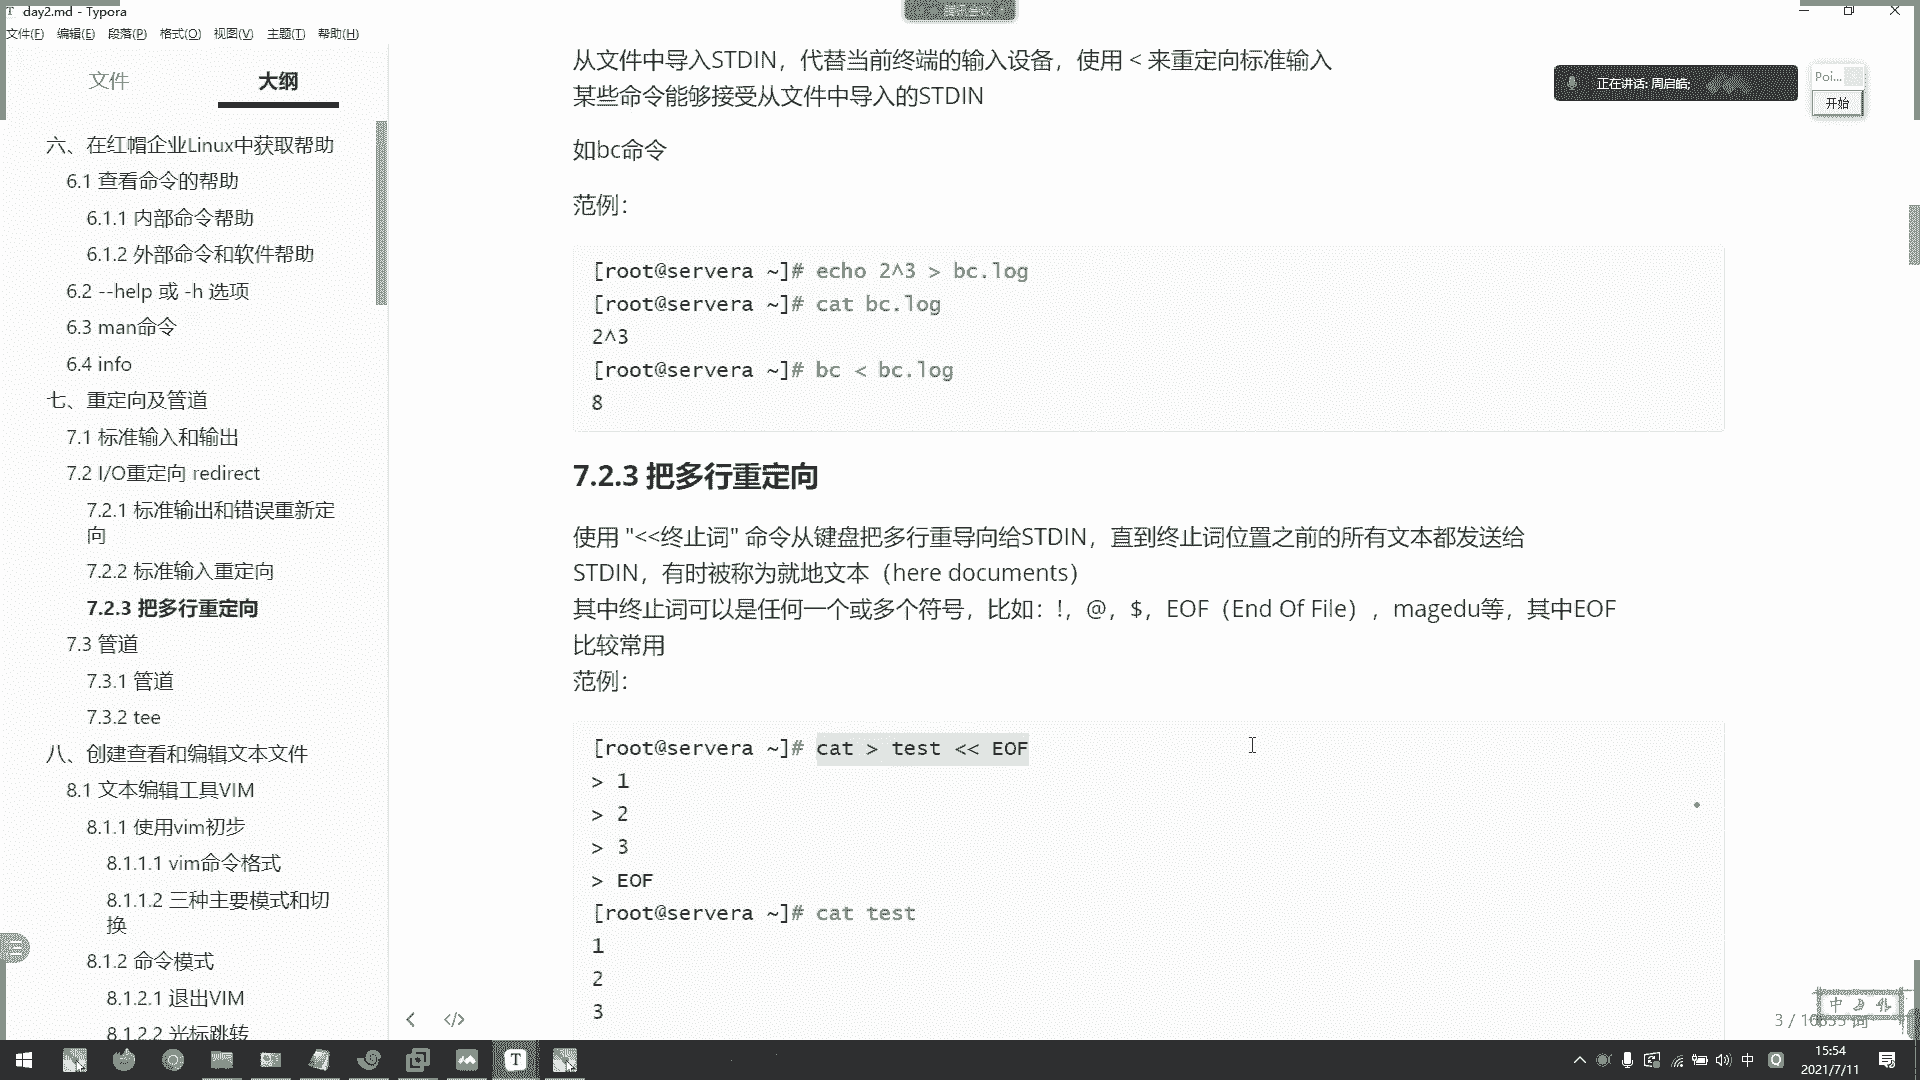 day2.md - Typora
文件(F) 编辑(E) 段落(P) 格式(O) 视图(V) 主题(T) 帮助(H)
文件 大纲
六、在红帽企业Linux中获取帮助
6.1 查看命令的帮助
6.1.1 内部命令帮助
6.1.2 外部命令和软件帮助
6.2 --help 或 -h 选项
6.3 man命令
6.4 info
七、重定向及管道
7.1 标准输入和输出
7.2 I/O重定向 redirect
7.2.1 标准输出和错误重新定
向
7.2.2 标准输入重定向
7.2.3 把多行重定向
7.3 管道
7.3.1 管道
7.3.2 tee
八、创建查看和编辑文本文件
8.1 文本编辑工具VIM
8.1.1 使用vim初步
8.1.1.1 vim命令格式
8.1.1.2 三种主要模式和切
换
8.1.2 命令模式
8.1.2.1 退出VIM
8.1.2.2 光标跳转
从文件中导入STDIN，代替当前终端的输入设备，使用 < 来重定向标准输入
某些命令能够接受从文件中导入的STDIN
如bc命令
范例：
[root@servera ~]# echo 2^3 > bc.log
[root@servera ~]# cat bc.log
2^3
[root@servera ~]# bc < bc.log
8
7.2.3 把多行重定向
使用 "<<终止词" 命令从键盘把多行重导向给STDIN，直到终止词位置之前的所有文本都发送给
STDIN，有时被称为就地文本（here documents）
其中终止词可以是任何一个或多个符号，比如：!，@，$，EOF（End Of File），magedu等，其中EOF
比较常用
范例：
[root@servera ~]# cat > test << EOF
> 1
> 2
> 3
> EOF
[root@servera ~]# cat test
1
2
3
正在讲话: 周启皓;
Poi...
开始
中
15:54
2021/7/11